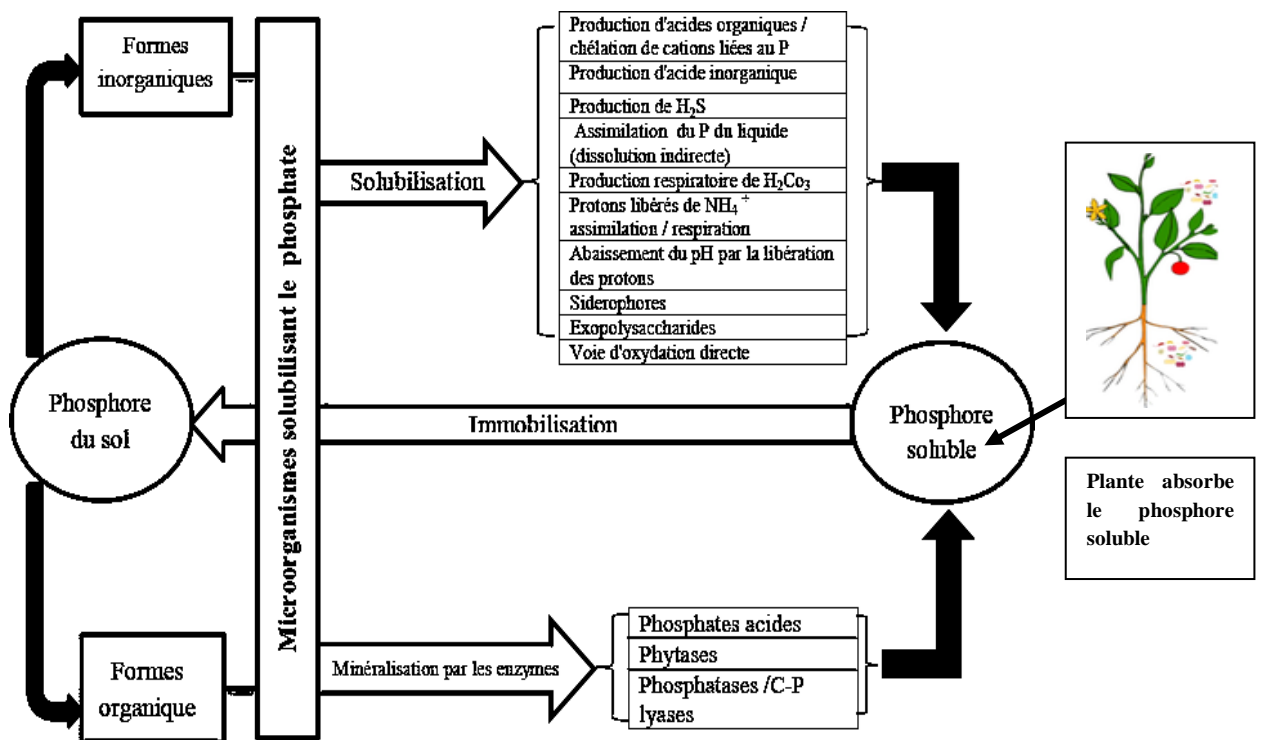 Formes
inorganiques
Phosphore
du sol
Formes
organique
Microorganismes solubilisant le phosphate
Solubilisation
Production d'acides organiques /
chélation de cations liées au P
Production d'acide inorganique
Production de H₂S
Assimilation du P du liquide
(dissolution indirecte)
Production respiratoire de H₂Co₃
Protons libérés de NH₄⁺
assimilation / respiration
Abaissement du pH par la libération
des protons
Siderophores
Exopolysaccharides
Voie d'oxydation directe
Immobilisation
Minéralisation par les enzymes
Phosphates acides
Phytases
Phosphatases /C-P
lyases
Phosphore
soluble
Plante absorbe
le phosphore
soluble